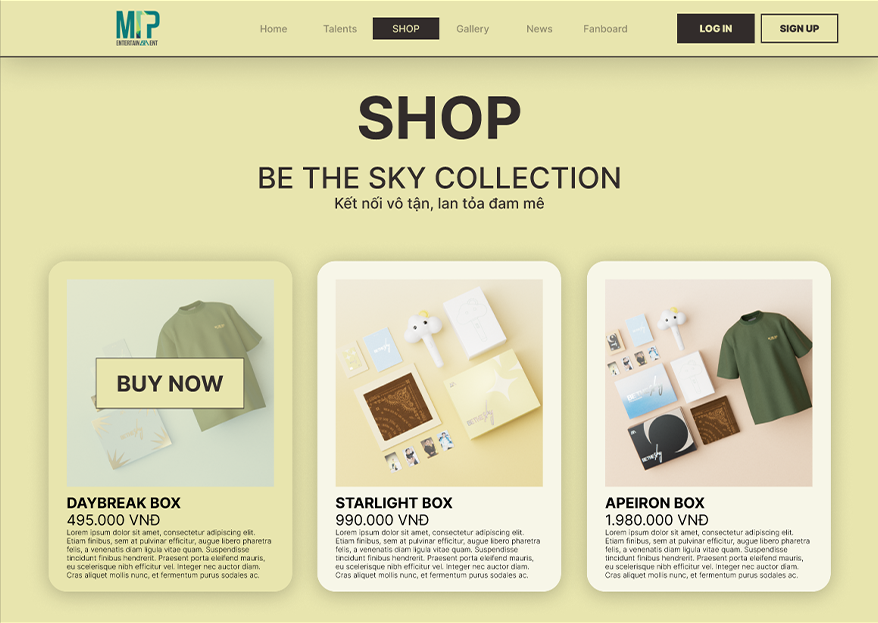 MIP
ENTERTAINMENT
Home
Talents
SHOP
Gallery
News
Fanboard
LOG IN
SIGN UP
SHOP
BE THE SKY COLLECTION
Kết nối vô tận, lan tỏa đam mê
BUY NOW
DAYBREAK BOX
495.000 VNĐ
Lorem ipsum dolor sit amet, consectetur adipiscing elit.
Etiam finibus, sem at pulvinar efficitur, augue libero pharetra
felis, a venenatis diam ligula vitae quam. Suspendisse
tincidunt finibus hendrerit. Praesent porta eleifend mauris,
eu scelerisque nibh efficitur vel. Integer nec auctor diam.
Cras aliquet mollis nunc, et fermentum purus sodales ac.
STARLIGHT BOX
990.000 VNĐ
Lorem ipsum dolor sit amet, consectetur adipiscing elit.
Etiam finibus, sem at pulvinar efficitur, augue libero pharetra
felis, a venenatis diam ligula vitae quam. Suspendisse
tincidunt finibus hendrerit. Praesent porta eleifend mauris,
eu scelerisque nibh efficitur vel. Integer nec auctor diam.
Cras aliquet mollis nunc, et fermentum purus sodales ac.
APEIRON BOX
1.980.000 VNĐ
Lorem ipsum dolor sit amet, consectetur adipiscing elit.
Etiam finibus, sem at pulvinar efficitur, augue libero pharetra
felis, a venenatis diam ligula vitae quam. Suspendisse
tincidunt finibus hendrerit. Praesent porta eleifend mauris,
eu scelerisque nibh efficitur vel. Integer nec auctor diam.
Cras aliquet mollis nunc, et fermentum purus sodales ac.